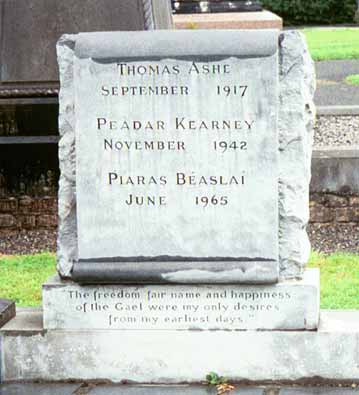 Thomas Ashe
September 1917
Peadar Kearney
November 1942
Piaras Béaslaí
June 1965
"The freedom, fair name and happiness
of the Gael were my only desires
from my earliest days."